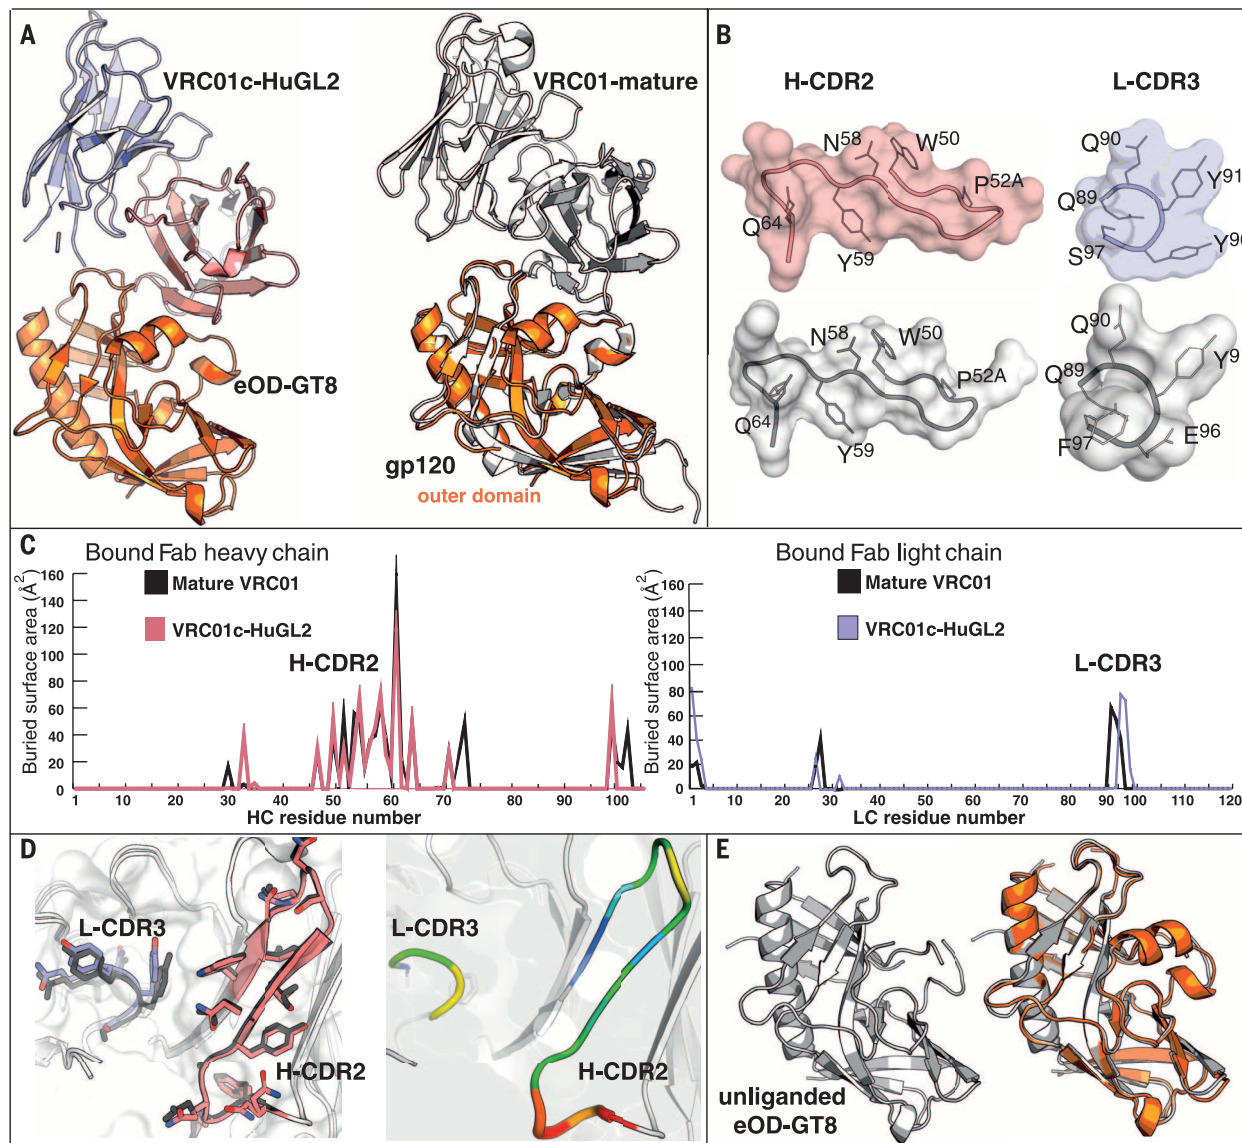 A
VRC01c-HuGL2
VRC01-mature
eOD-GT8
gp120
outer domain
B
H-CDR2
L-CDR3
N58
W50
P52A
Q64
Y59
Q90
Y91
Q89
S97
N58
W50
P52A
Q64
Y59
Q90
Q89
F97
E96
C
Bound Fab heavy chain
Mature VRC01
VRC01c-HuGL2
H-CDR2
Buried surface area (Å2)
160
140
120
100
80
60
40
20
0
1 10 20 30 40 50 60 70 80 90 100
HC residue number
Bound Fab light chain
Mature VRC01
VRC01c-HuGL2
L-CDR3
Buried surface area (Å2)
160
140
120
100
80
60
40
20
0
1 10 20 30 40 50 60 70 80 90 100 110 120
LC residue number
D
L-CDR3
H-CDR2
L-CDR3
H-CDR2
E
unliganded
eOD-GT8